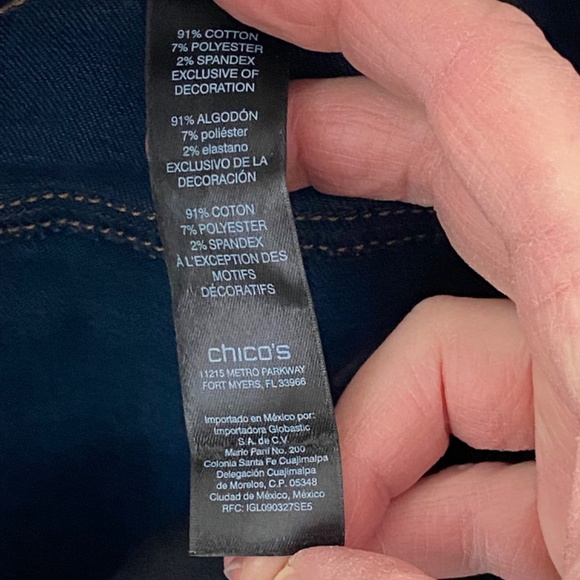 91% COTTON
7% POLYESTER
2% SPANDEX
EXCLUSIVE OF
DECORATION
91% ALGODÓN
7% poliéster
2% elastano
EXCLUSIVO DE LA
DECORACIÓN
91% COTON
7% POLYESTER
2% SPANDEX
À L'EXCEPTION DES
MOTIFS
DÉCORATIFS
chico's
11215 METRO PARKWAY
FORT MYERS, FL 33966
Importado en México por:
Importadora Globastic
S.A. de C.V.
Mario Pani No. 200
Colonia Santa Fe Cuajimalpa
Delegación Cuajimalpa
de Morelos, C.P. 05348
Ciudad de México, México
RFC: IGL090327SE5